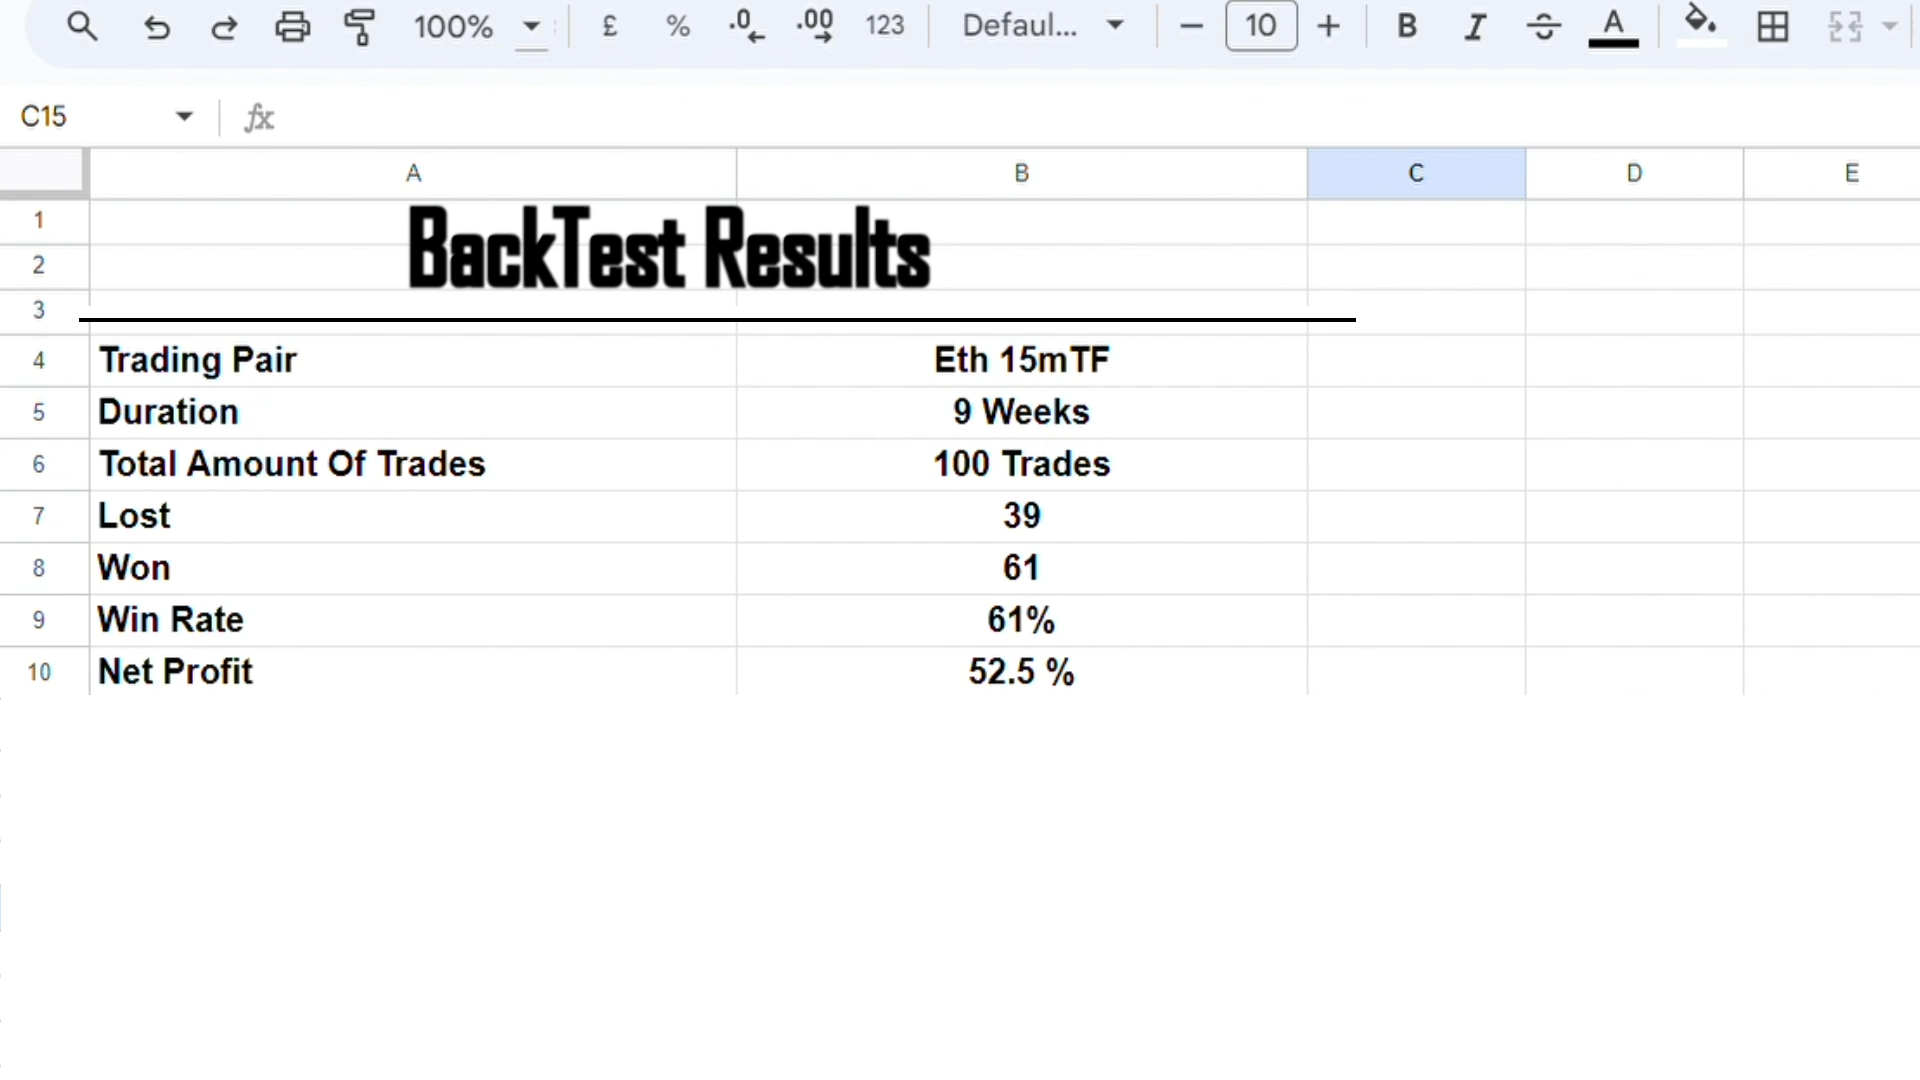 100% £ % .0 .00 123 Defaul... 10 B I S A
C15 fx
A B C D E
1 BackTest Results
2
3
4 Trading Pair Eth 15mTF
5 Duration 9 Weeks
6 Total Amount Of Trades 100 Trades
7 Lost 39
8 Won 61
9 Win Rate 61%
10 Net Profit 52.5 %